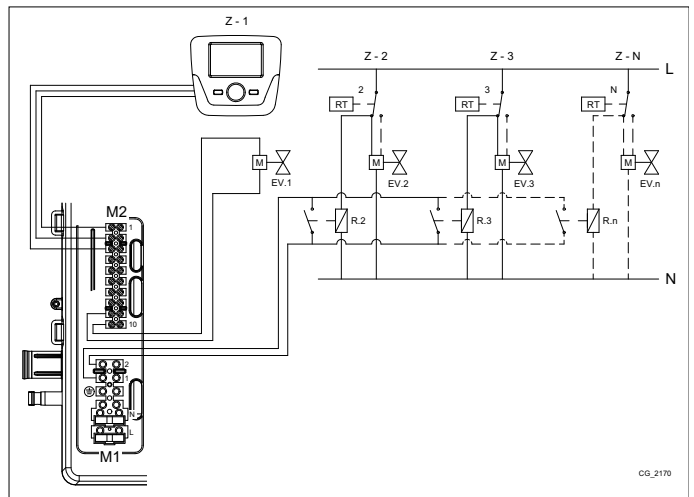 Z - 1
Z - 2
Z - 3
Z - N
L
2
3
N
RT
RT
RT
M
M
M
M
EV.1
EV.2
EV.3
EV.n
M2
1
R.2
R.3
R.n
N
10
2
1
N
L
M1
CG_2170